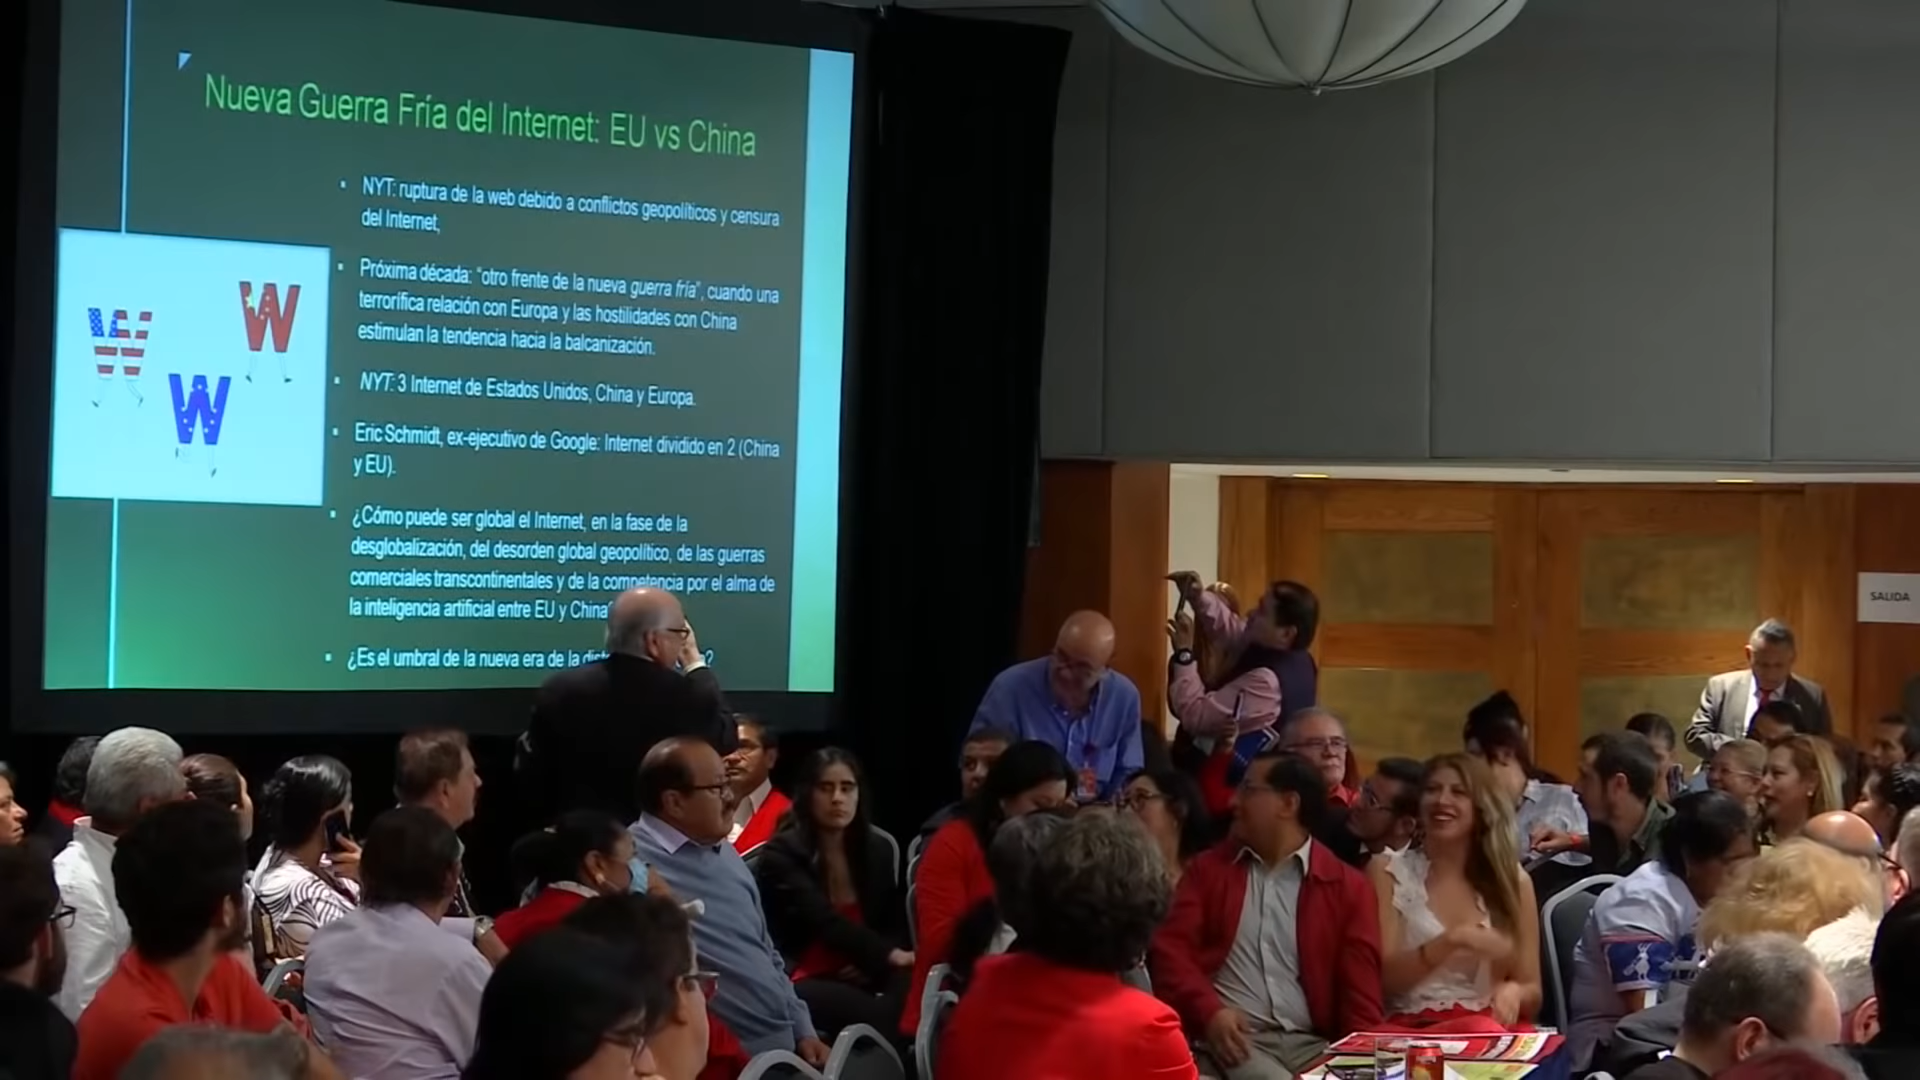 Nueva Guerra Fría del Internet: EU vs China
NYT: ruptura de la web debido a conflictos geopolíticos y censura
del Internet,
Próxima década: "otro frente de la nueva guerra fría", cuando una
terrorífica relación con Europa y las hostilidades con China
estimulan la tendencia hacia la balcanización.
NYT: 3 Internet de Estados Unidos, China y Europa.
Eric Schmidt, ex-ejecutivo de Google: Internet dividido en 2 (China
y EU).
¿Cómo puede ser global el Internet, en la fase de la
desglobalización, del desorden global geopolítico, de las guerras
comerciales transcontinentales y de la competencia por el alma de
la inteligencia artificial entre EU y China?
¿Es el umbral de la nueva era de la
W
W
W
SALIDA